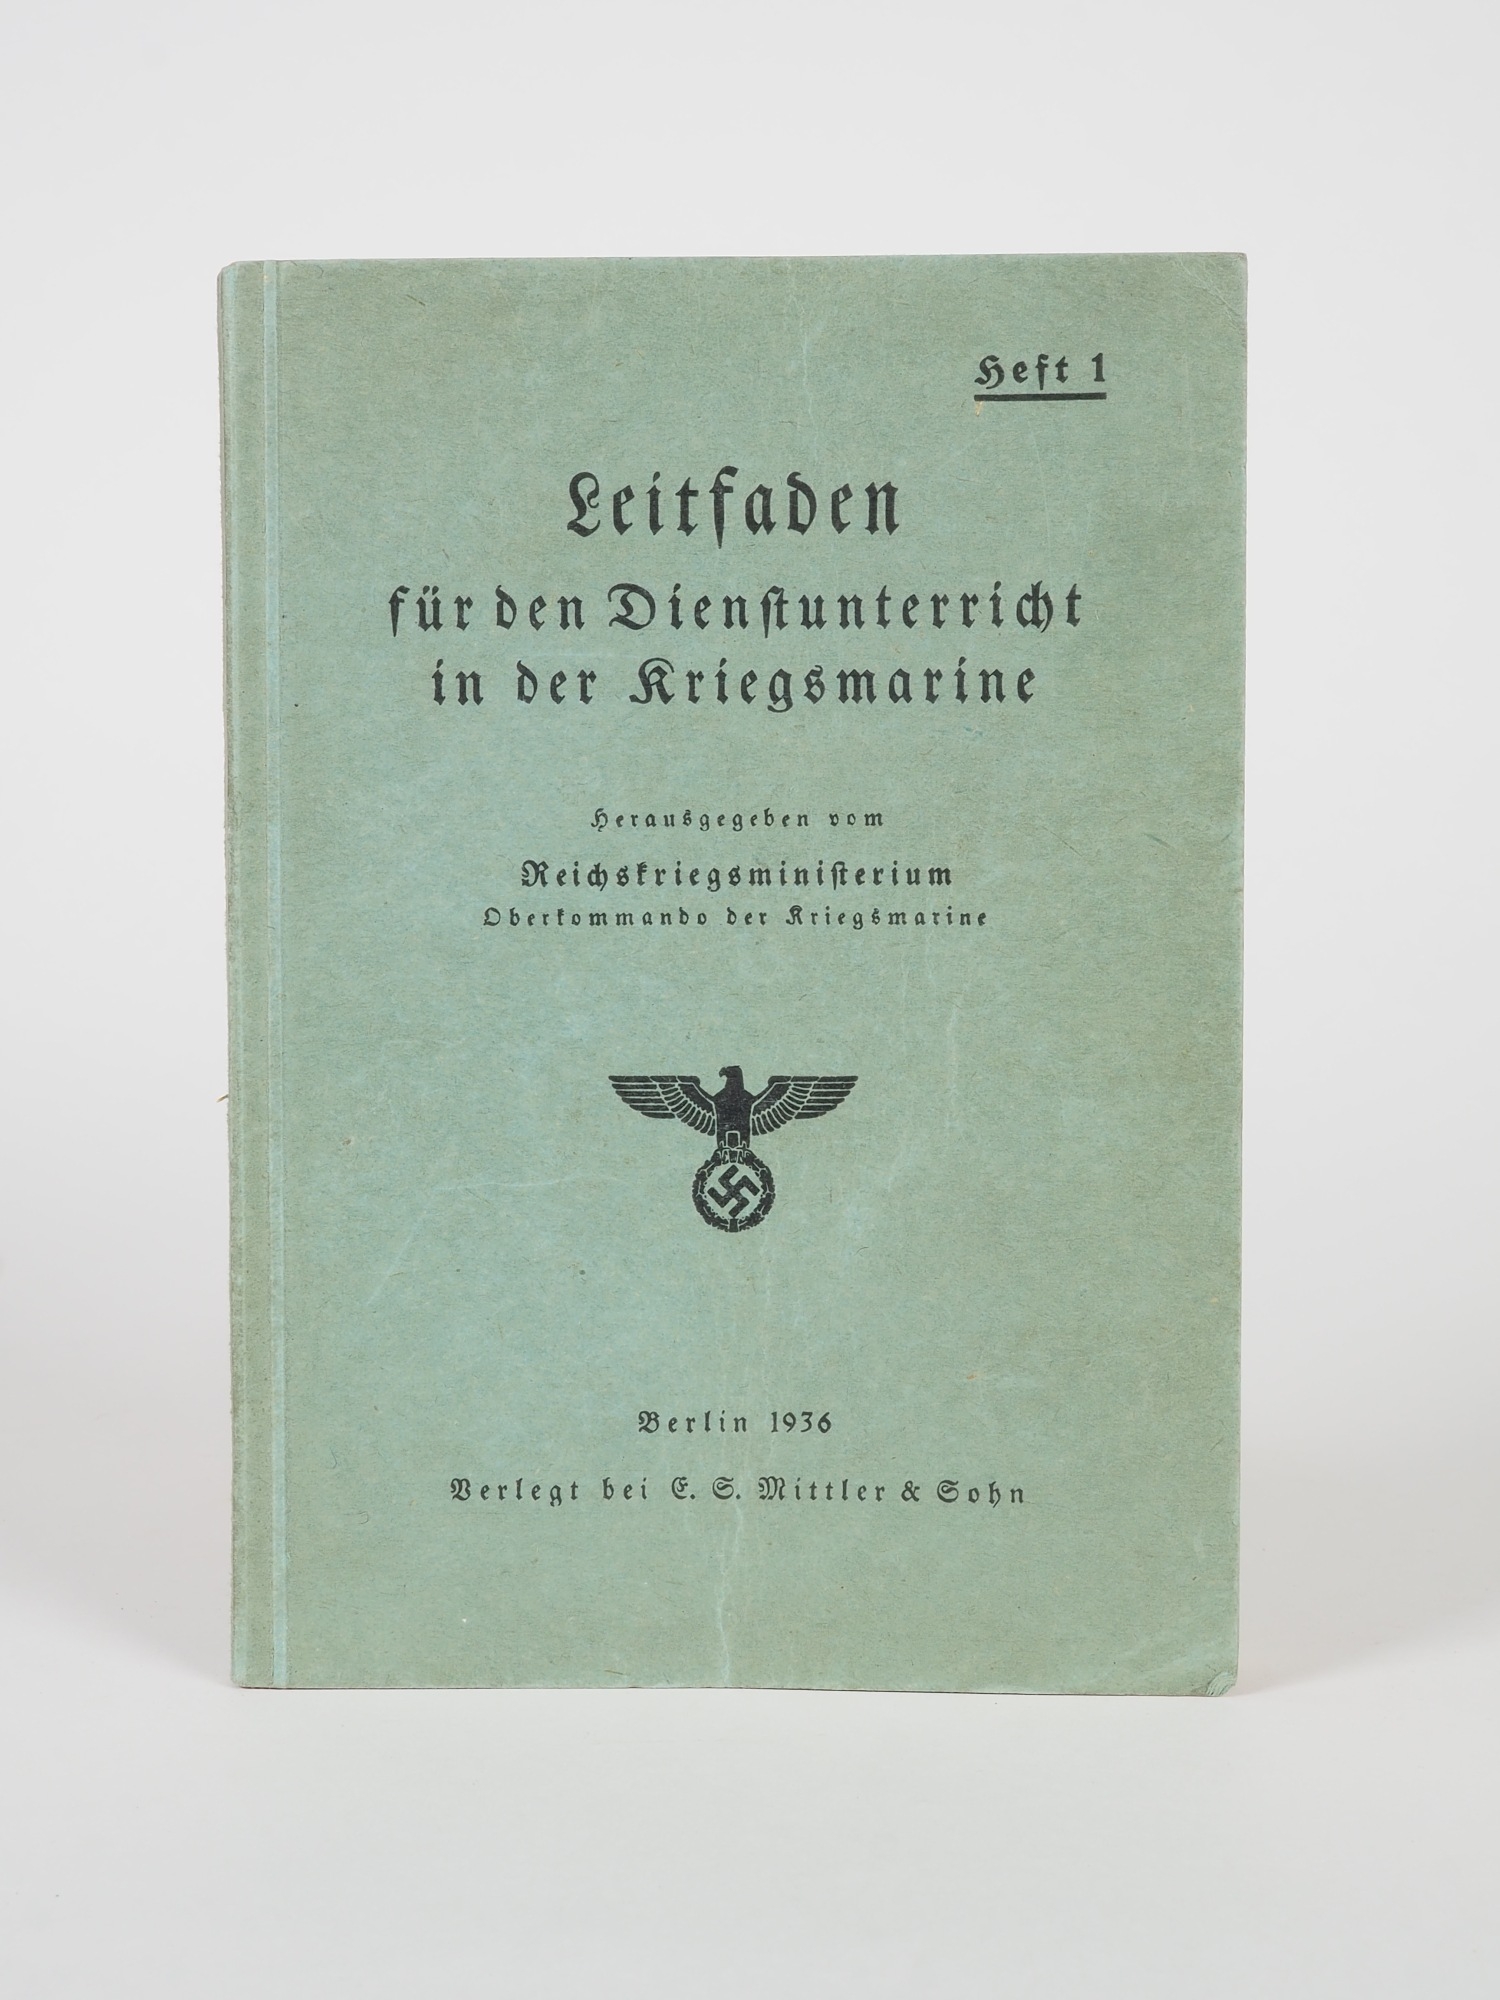 Heft 1
Leitfaden
für den Dienstunterricht
in der Kriegsmarine
Herausgegeben vom
Reichskriegsministerium
Oberkommando der Kriegsmarine
Berlin 1936
Verlegt bei E. S. Mittler & Sohn